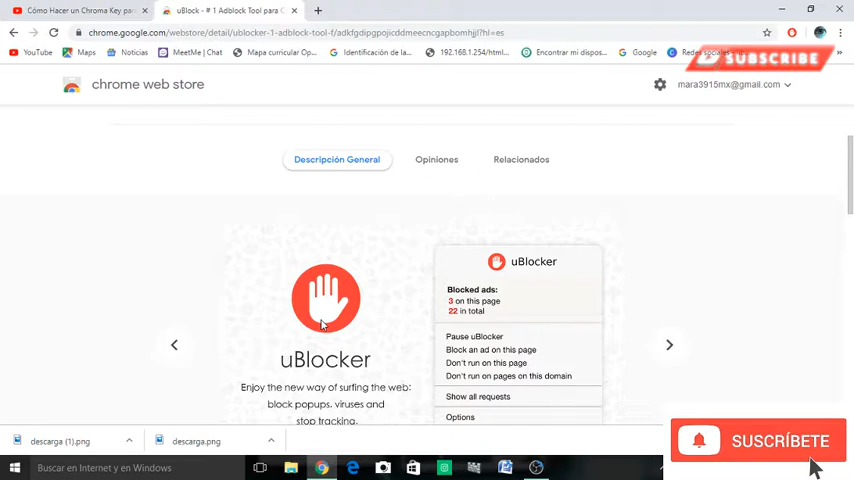 Cómo Hacer un Chroma Key para
uBlock - # 1 Adblock Tool para C
chrome.google.com/webstore/detail/ublocker-1-adblock-tool-f/adkfgdipgpojicddmeecncgapbomhjjl?hl=es
YouTube
Maps
Noticias
MeetMe | Chat
Mapa curricular Op...
Identificación de la...
192.168.1.254/html...
Encontrar mi dispos...
Google
Redes
SUBSCRIBE
chrome web store
mara3915mx@gmail.com
Descripción General
Opiniones
Relacionados
uBlocker
Enjoy the new way of surfing the web:
block popups, viruses and
stop tracking.
uBlocker
Blocked ads:
3 on this page
22 in total
Pause uBlocker
Block an ad on this page
Don't run on this page
Don't run on pages on this domain
Show all requests
Options
descarga (1).png
descarga.png
SUSCRÍBETE
Buscar en Internet y en Windows